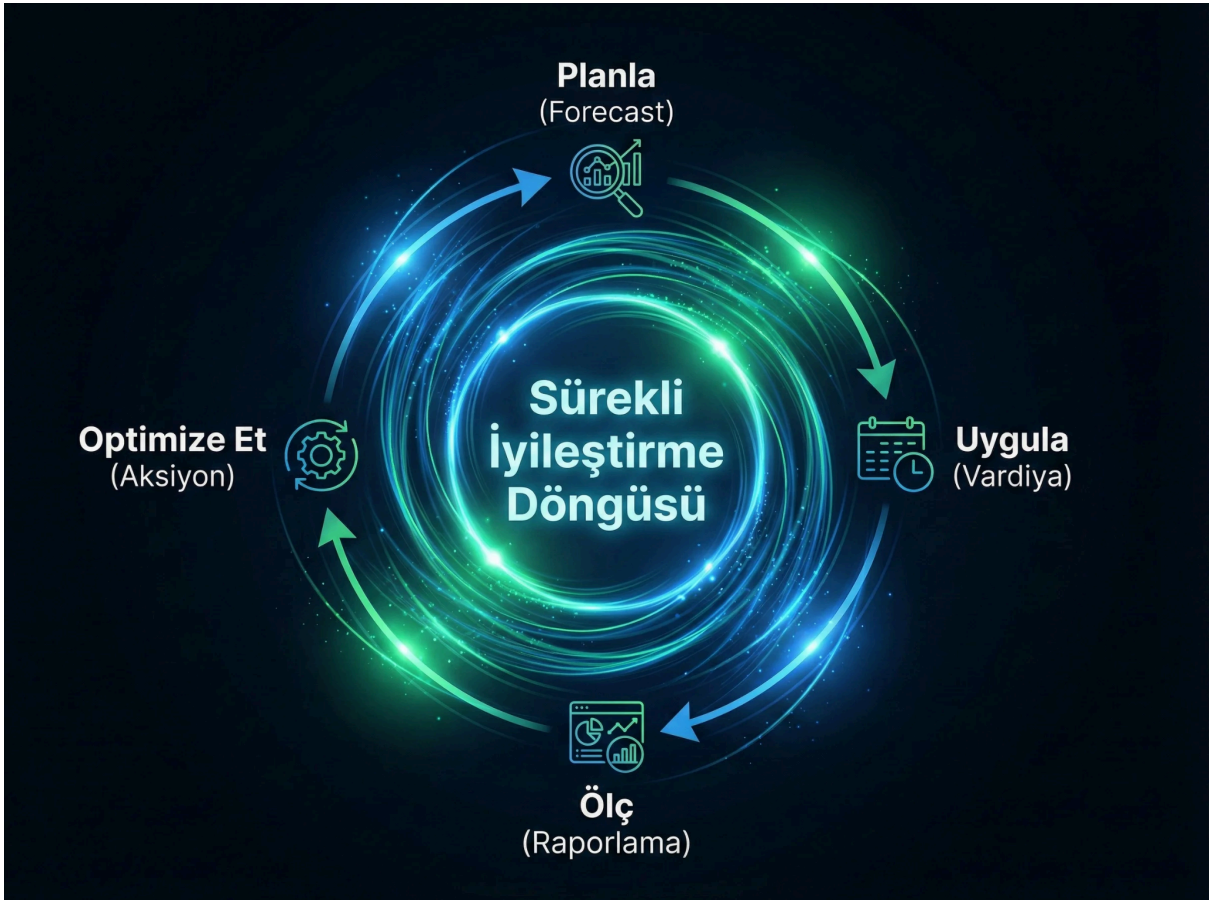 Planla
(Forecast)
Sürekli
İyileştirme
Döngüsü
Optimize Et
(Aksiyon)
Uygula
(Vardiya)
Ölç
(Raporlama)